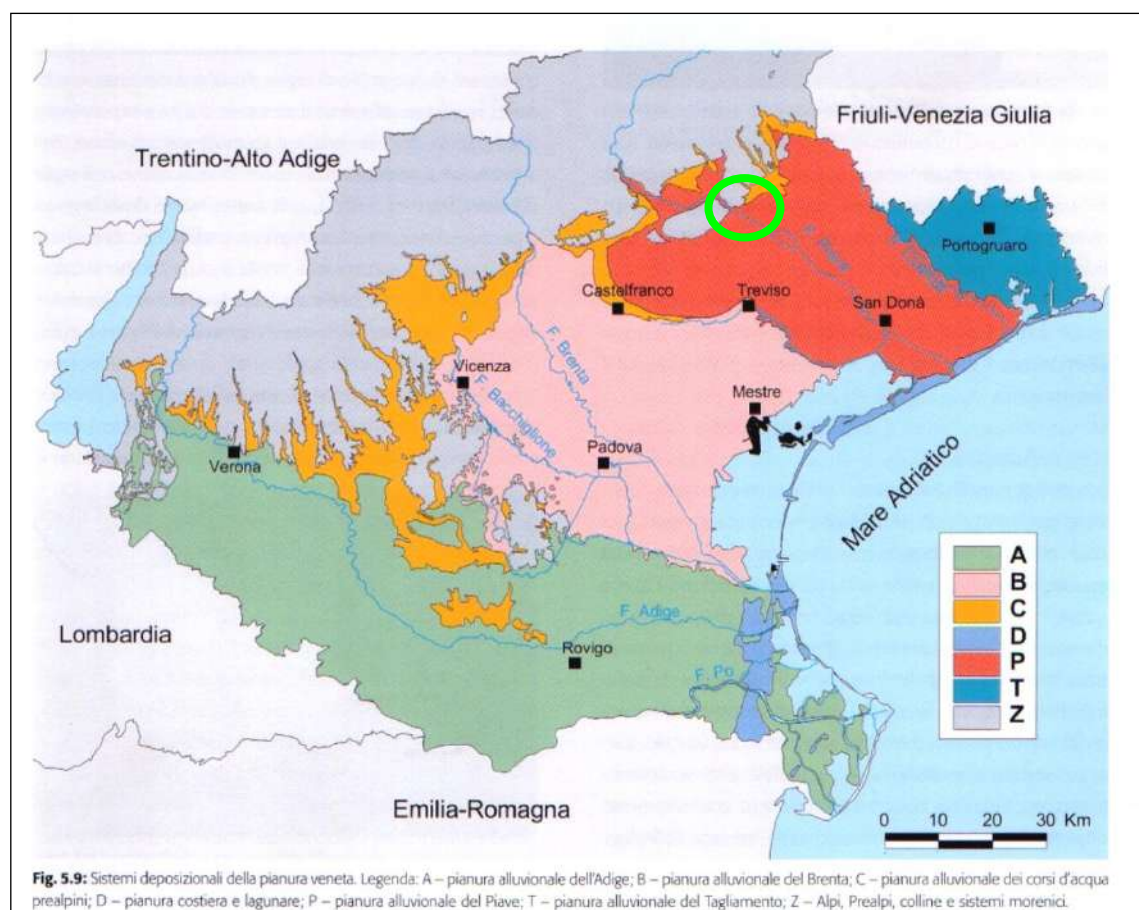 Friuli-Venezia Giulia
Trentino-Alto Adige
Portogruaro
F. Piave
Castelfranco
Treviso
San Donà
F. Brenta
Vicenza
F. Bacchiglione
Mestre
Padova
Verona
Mare Adriatico
A
B
C
D
P
T
Z
F. Adige
Lombardia
Rovigo
F. Po
Emilia-Romagna
0 10 20 30 Km
Fig. 5.9: Sistemi deposizionali della pianura veneta. Legenda: A – pianura alluvionale dell'Adige; B – pianura alluvionale del Brenta; C – pianura alluvionale dei corsi d'acqua
prealpini; D – pianura costiera e lagunare; P – pianura alluvionale del Piave; T – pianura alluvionale del Tagliamento; Z – Alpi, Prealpi, colline e sistemi morenici.